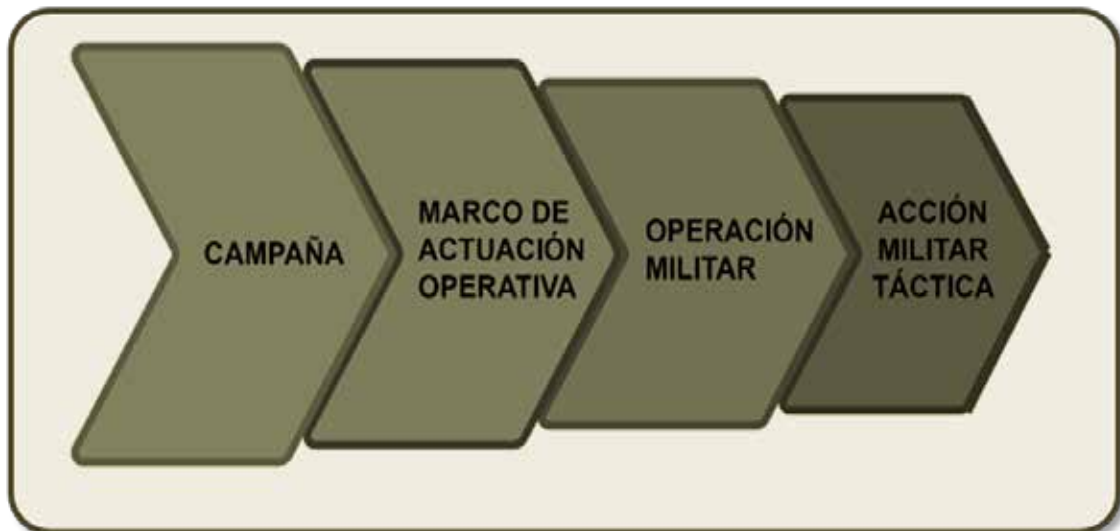 CAMPAÑA
MARCO DE
ACTUACIÓN
OPERATIVA
OPERACIÓN
MILITAR
ACCIÓN
MILITAR
TÁCTICA